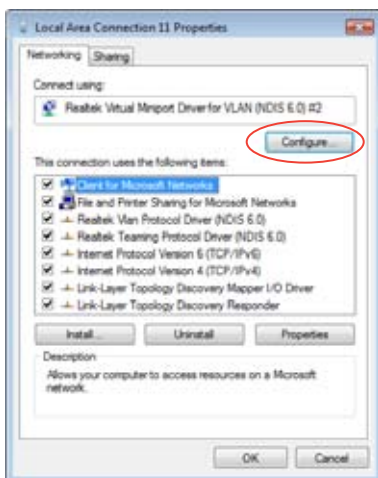 Local Area Connection 11 Properties
Networking Sharing
Connect using:
Realtek Virtual Miniport Driver for VLAN (NDIS 6.0) #2
Configure...
This connection uses the following items:
Client for Microsoft Networks
File and Printer Sharing for Microsoft Networks
Realtek Vlan Protocol Driver (NDIS 6.0)
Realtek Teaming Protocol Driver (NDIS 6.0)
Internet Protocol Version 6 (TCP/IPv6)
Internet Protocol Version 4 (TCP/IPv4)
Link-Layer Topology Discovery Mapper I/O Driver
Link-Layer Topology Discovery Responder
Install... Uninstall Properties
Description
Allows your computer to access resources on a Microsoft
network.
OK Cancel